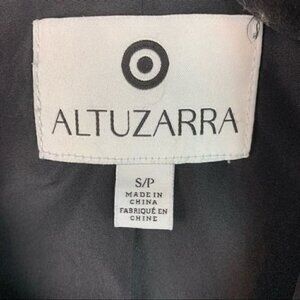 ALTUZARRA
S/P
MADE IN
CHINA
FABRIQUÉ EN
CHINE